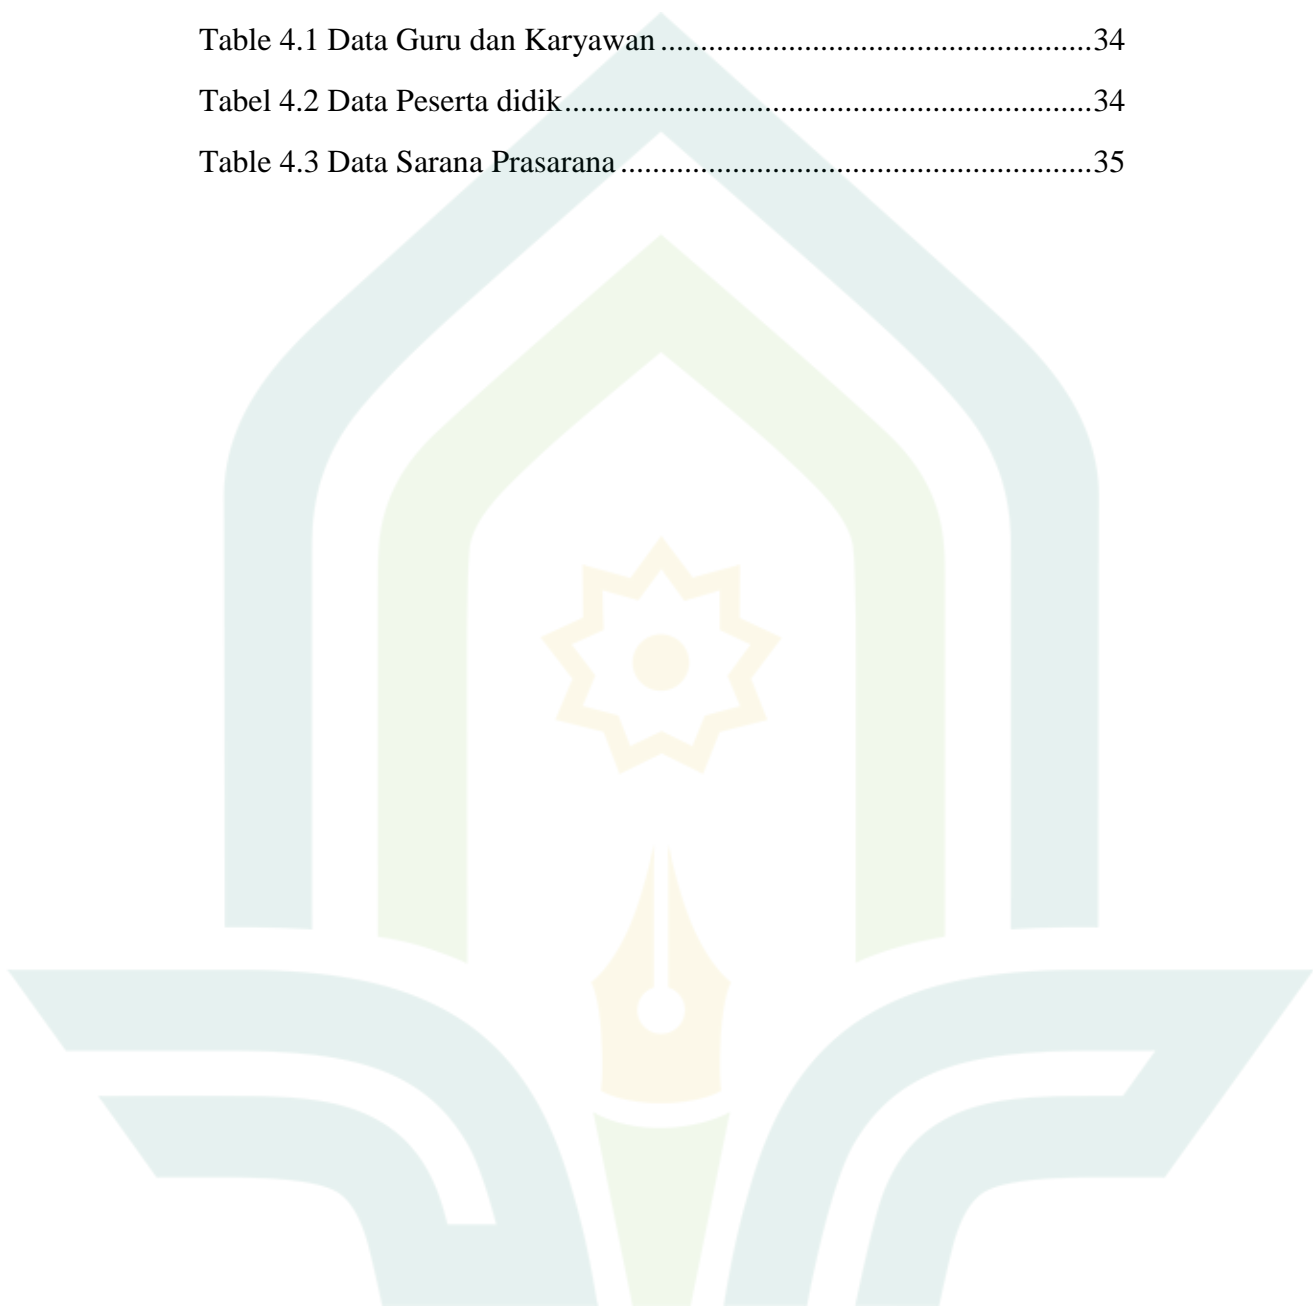 Table 4.1 Data Guru dan Karyawan.....................................................34
Tabel 4.2 Data Peserta didik.................................................................34
Table 4.3 Data Sarana Prasarana..........................................................35